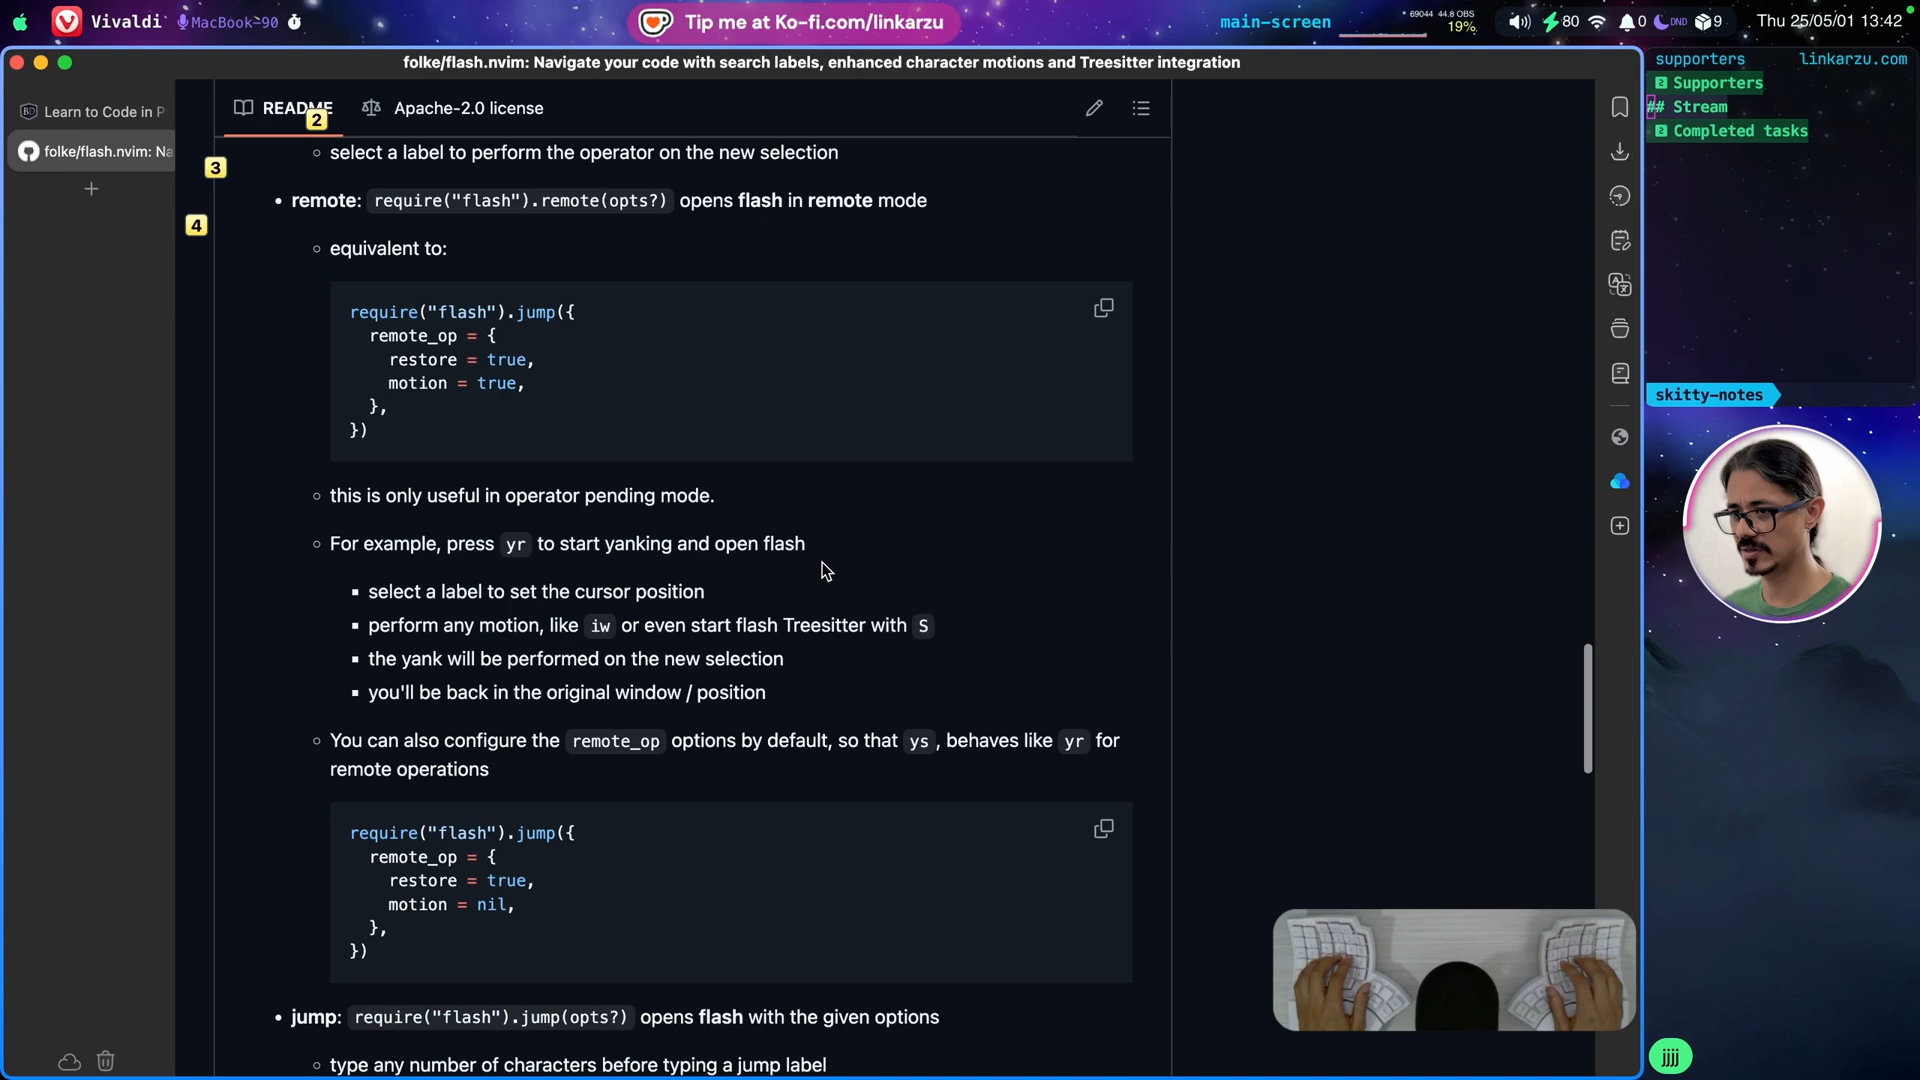 Vivaldi MacBook-90 Tip me at Ko-fi.com/linkarzu main-screen 69044 44.8 OBS 19% 80 0 DND 9 Thu 25/05/01 13:42
folke/flash.nvim: Navigate your code with search labels, enhanced character motions and Treesitter integration
supporters linkarzu.com
2 Supporters
## Stream
2 Completed tasks
skitty-notes
Learn to Code in P
folke/flash.nvim: Na
README Apache-2.0 license
2
3
4
select a label to perform the operator on the new selection
remote: require("flash").remote(opts?) opens flash in remote mode
equivalent to:
require("flash").jump({
remote_op = {
restore = true,
motion = true,
},
})
this is only useful in operator pending mode.
For example, press yr to start yanking and open flash
select a label to set the cursor position
perform any motion, like iw or even start flash Treesitter with S
the yank will be performed on the new selection
you'll be back in the original window / position
You can also configure the remote_op options by default, so that ys, behaves like yr for
remote operations
require("flash").jump({
remote_op = {
restore = true,
motion = nil,
},
})
jump: require("flash").jump(opts?) opens flash with the given options
type any number of characters before typing a jump label
jjjj